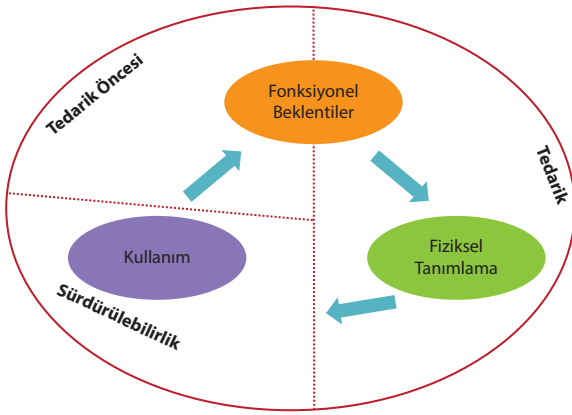 Tedarik Öncesi
Fonksiyonel
Beklentiler
Tedarik
Kullanım
Fiziksel
Tanımlama
Sürdürülebilirlik